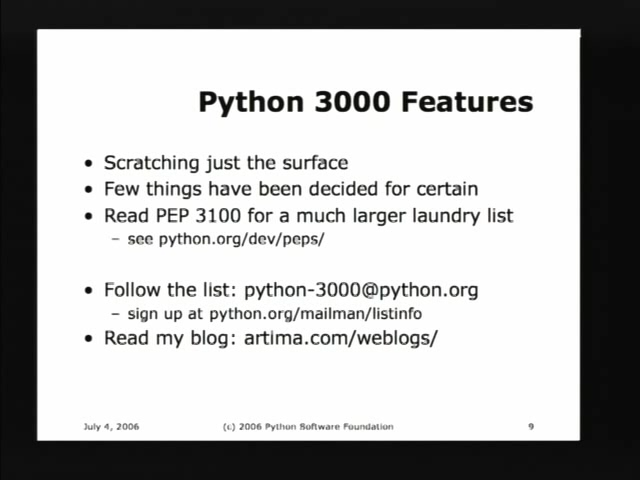 Python 3000 Features
• Scratching just the surface
• Few things have been decided for certain
• Read PEP 3100 for a much larger laundry list
– see python.org/dev/peps/
• Follow the list: python-3000@python.org
– sign up at python.org/mailman/listinfo
• Read my blog: artima.com/weblogs/
July 4, 2006
(c) 2006 Python Software Foundation
9